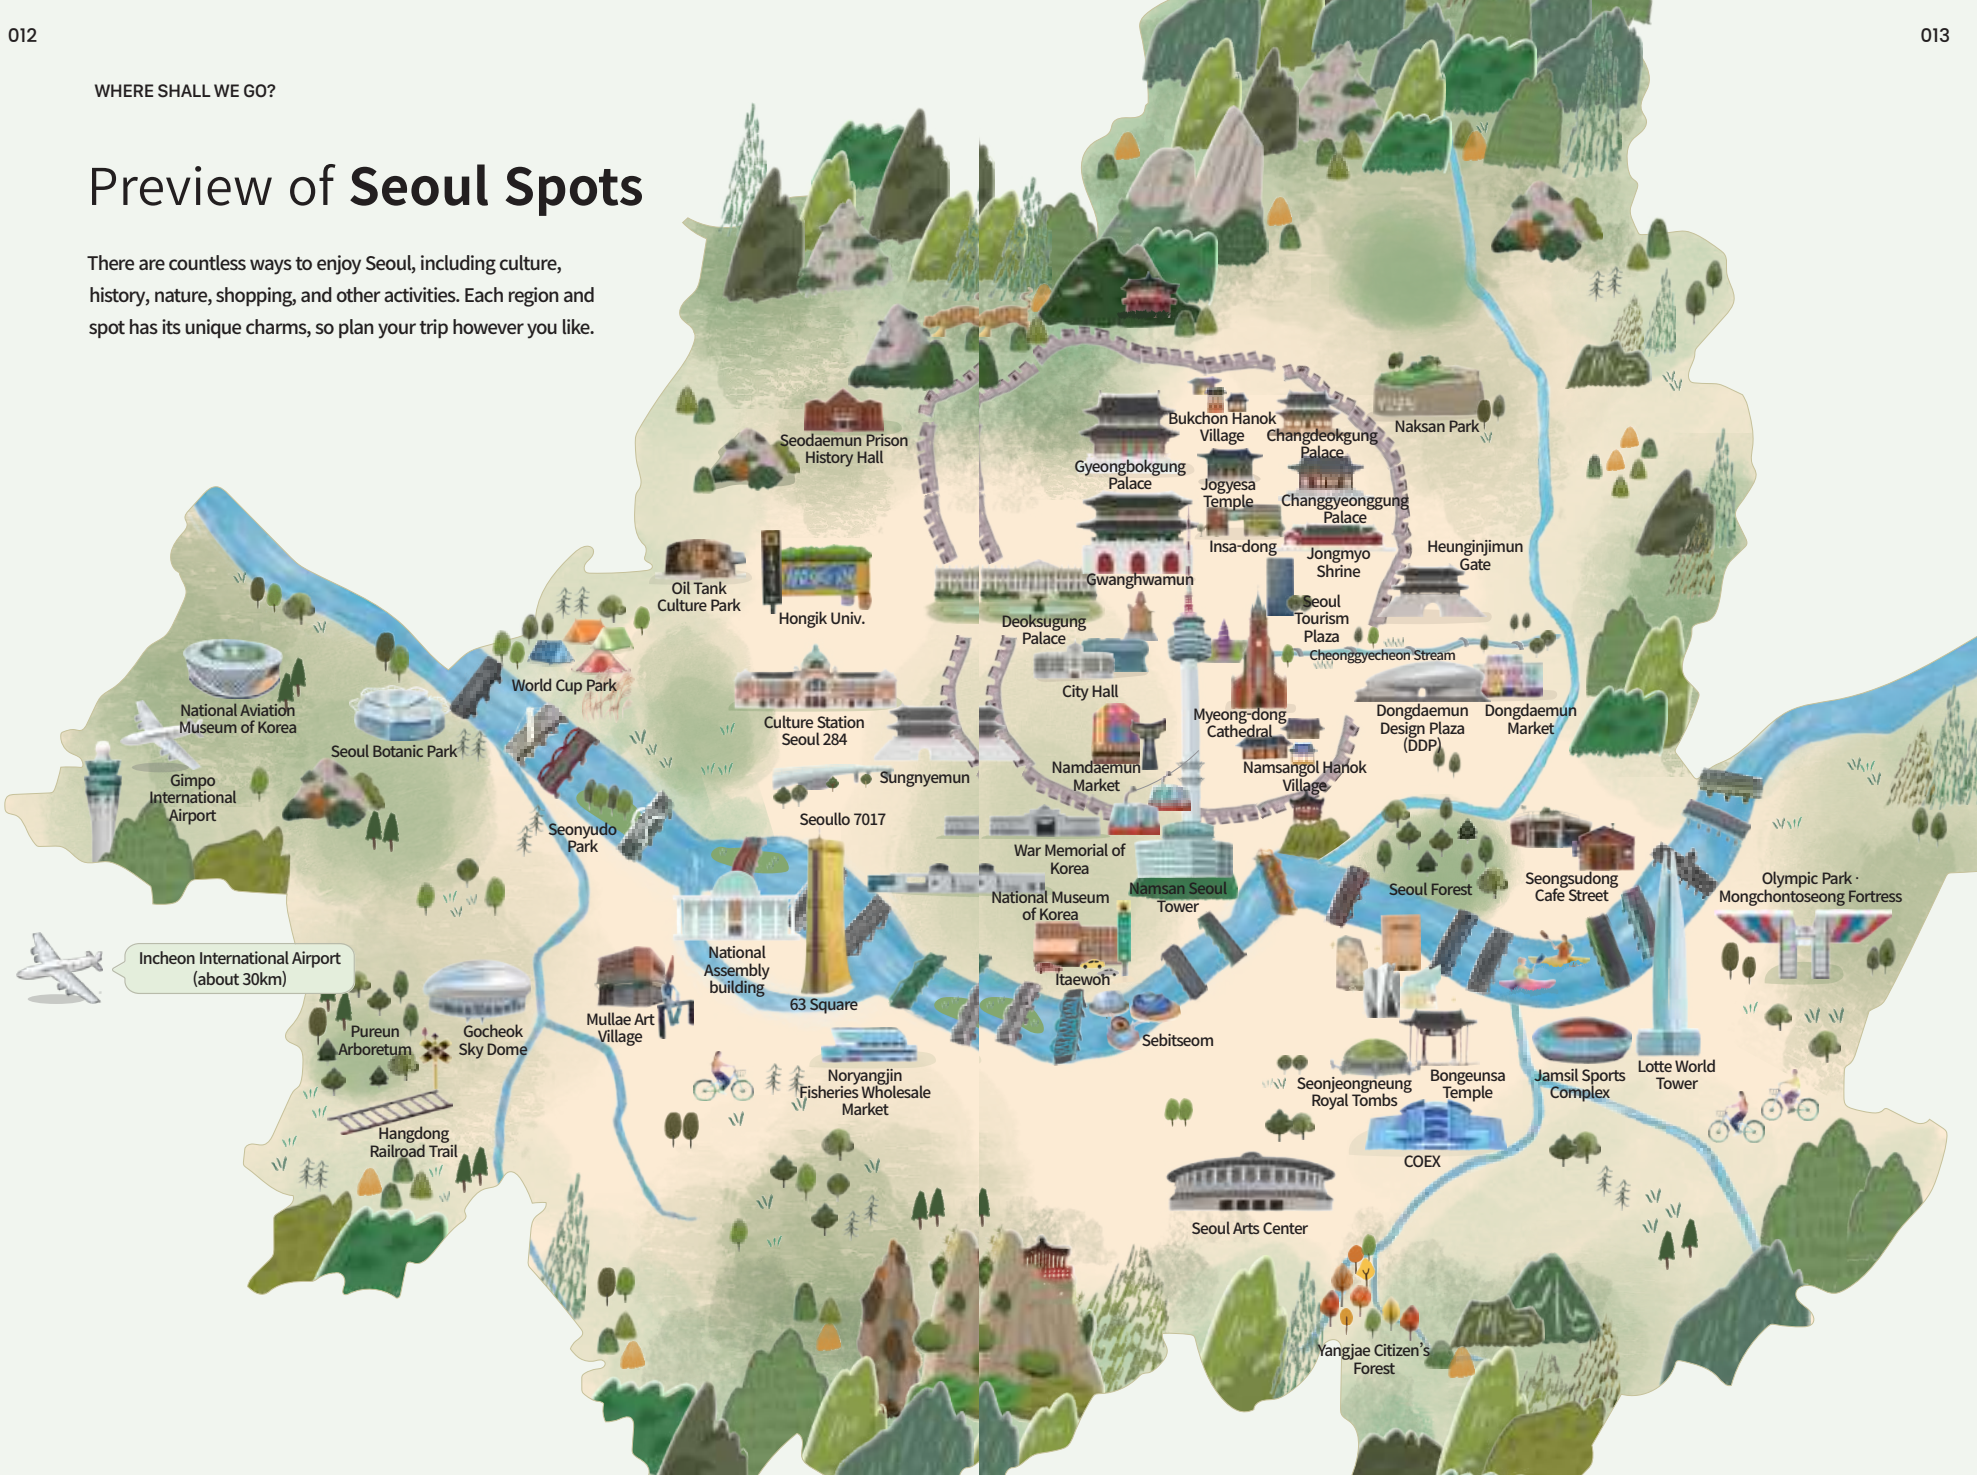 012
013
WHERE SHALL WE GO?
Preview of Seoul Spots
There are countless ways to enjoy Seoul, including culture,
history, nature, shopping, and other activities. Each region and
spot has its unique charms, so plan your trip however you like.
Seodaemun Prison
History Hall
Bukchon Hanok
Village
Changdeokgung
Palace
Naksan Park
Gyeongbokgung
Palace
Jogyesa
Temple
Changgyeonggung
Palace
Insa-dong
Jongmyo
Shrine
Heunginjimun
Gate
Oil Tank
Culture Park
Hongik Univ.
Gwanghwamun
Deoksugung
Palace
Seoul
Tourism
Plaza
Cheonggyecheon Stream
World Cup Park
City Hall
National Aviation
Museum of Korea
Seoul Botanic Park
Culture Station
Seoul 284
Myeong-dong
Cathedral
Dongdaemun
Design Plaza
(DDP)
Dongdaemun
Market
Gimpo
International
Airport
Sungnyemun
Namdaemun
Market
Namsangol Hanok
Village
Seonyudo
Park
Seoullo 7017
War Memorial of
Korea
National Museum
of Korea
Namsan Seoul
Tower
Seoul Forest
Seongsudong
Cafe Street
Olympic Park ·
Mongchontoseong Fortress
Incheon International Airport
(about 30km)
National
Assembly
building
63 Square
Itaewon
Pureun
Arboretum
Gocheok
Sky Dome
Mullae Art
Village
Sebitseom
Noryangjin
Fisheries Wholesale
Market
Seonjeongneung
Royal Tombs
Bongeunsa
Temple
Jamsil Sports
Complex
Lotte World
Tower
Hangdong
Railroad Trail
COEX
Seoul Arts Center
Yangjae Citizen's
Forest